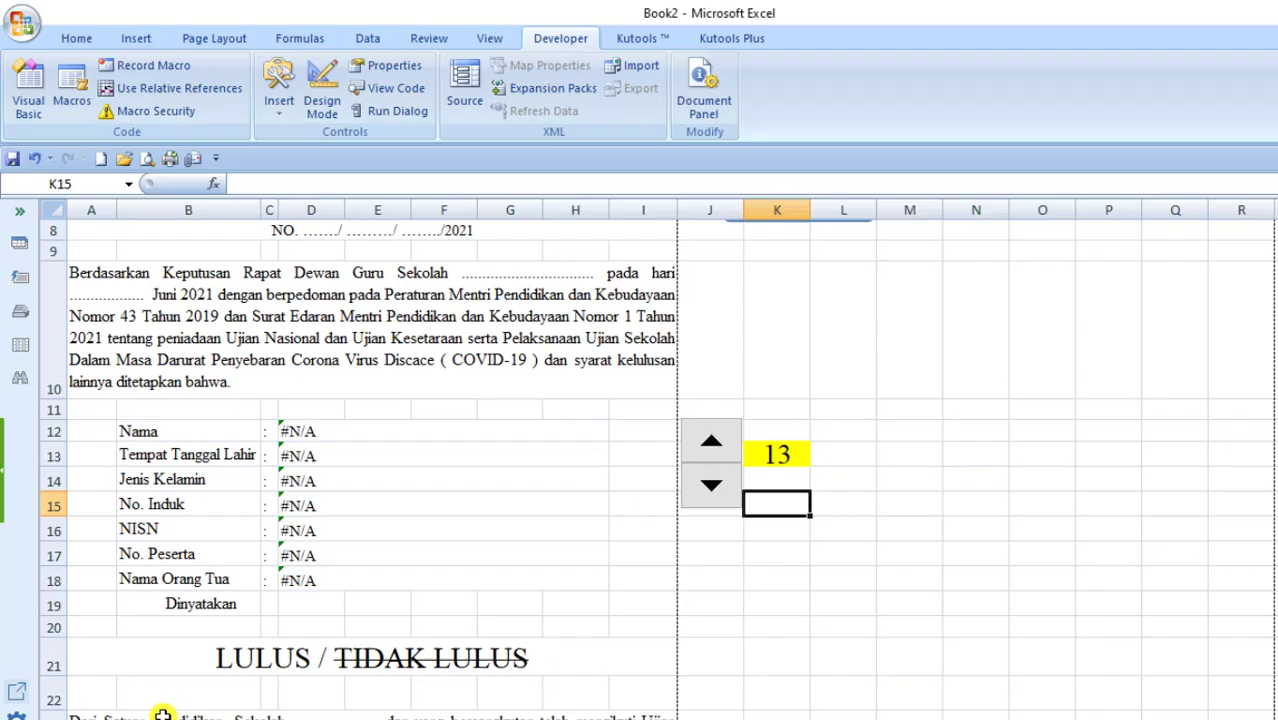 Book2 - Microsoft Excel
Home Insert Page Layout Formulas Data Review View Developer Kutools ™ Kutools Plus
Visual Basic
Macros
Record Macro
Use Relative References
Macro Security
Code
Insert
Design Mode
Properties
View Code
Run Dialog
Controls
Source
Map Properties
Expansion Packs
Refresh Data
Import
Export
XML
Document Panel
Modify
K15 fx
A B C D E F G H I J K L M N O P Q R
8 NO. ......./ ........./ ......../2021
9
Berdasarkan Keputusan Rapat Dewan Guru Sekolah ................................ pada hari
.................. Juni 2021 dengan berpedoman pada Peraturan Mentri Pendidikan dan Kebudayaan
Nomor 43 Tahun 2019 dan Surat Edaran Mentri Pendidikan dan Kebudayaan Nomor 1 Tahun
2021 tentang peniadaan Ujian Nasional dan Ujian Kesetaraan serta Pelaksanaan Ujian Sekolah
Dalam Masa Darurat Penyebaran Corona Virus Discace ( COVID-19 ) dan syarat kelulusan
10 lainnya ditetapkan bahwa.
11
12 Nama : #N/A
13 Tempat Tanggal Lahir : #N/A 13
14 Jenis Kelamin : #N/A
15 No. Induk : #N/A
16 NISN : #N/A
17 No. Peserta : #N/A
18 Nama Orang Tua : #N/A
19 Dinyatakan
20
21 LULUS / TIDAK LULUS
22